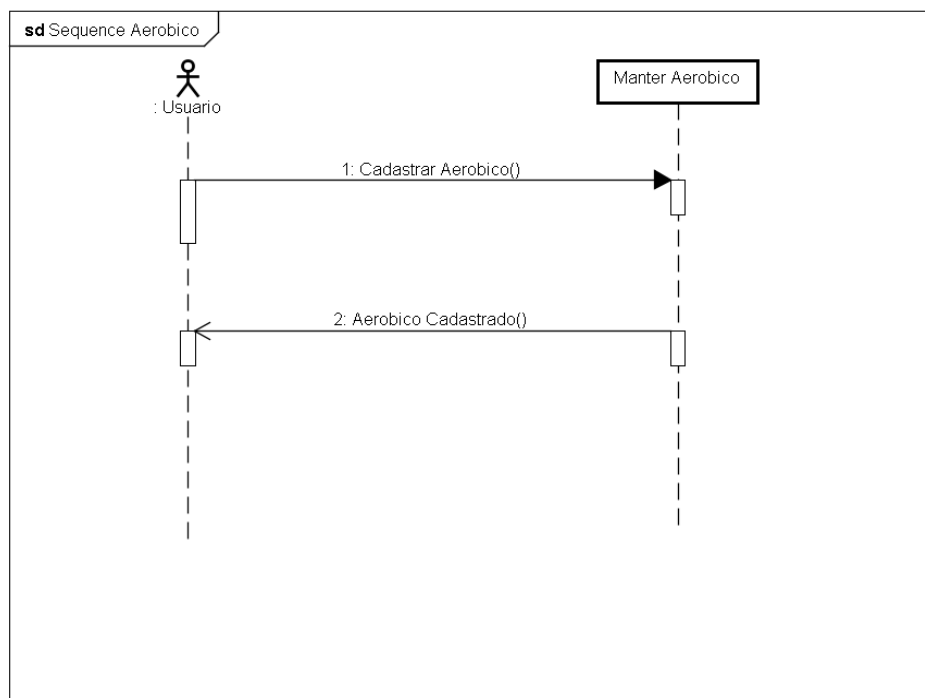 sd Sequence Aerobico
: Usuario
Manter Aerobico
1: Cadastrar Aerobico()
2: Aerobico Cadastrado()